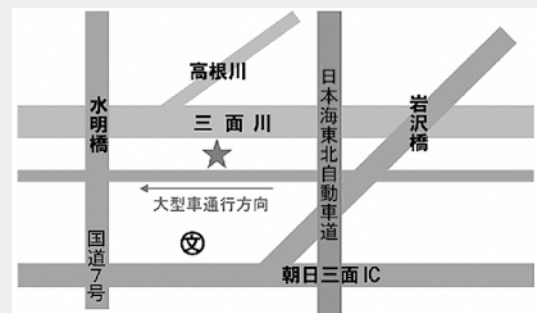 高根川
水明橋
三面川
日本海東北自動車道
岩沢橋
大型車通行方向
文
国道7号
朝日三面IC